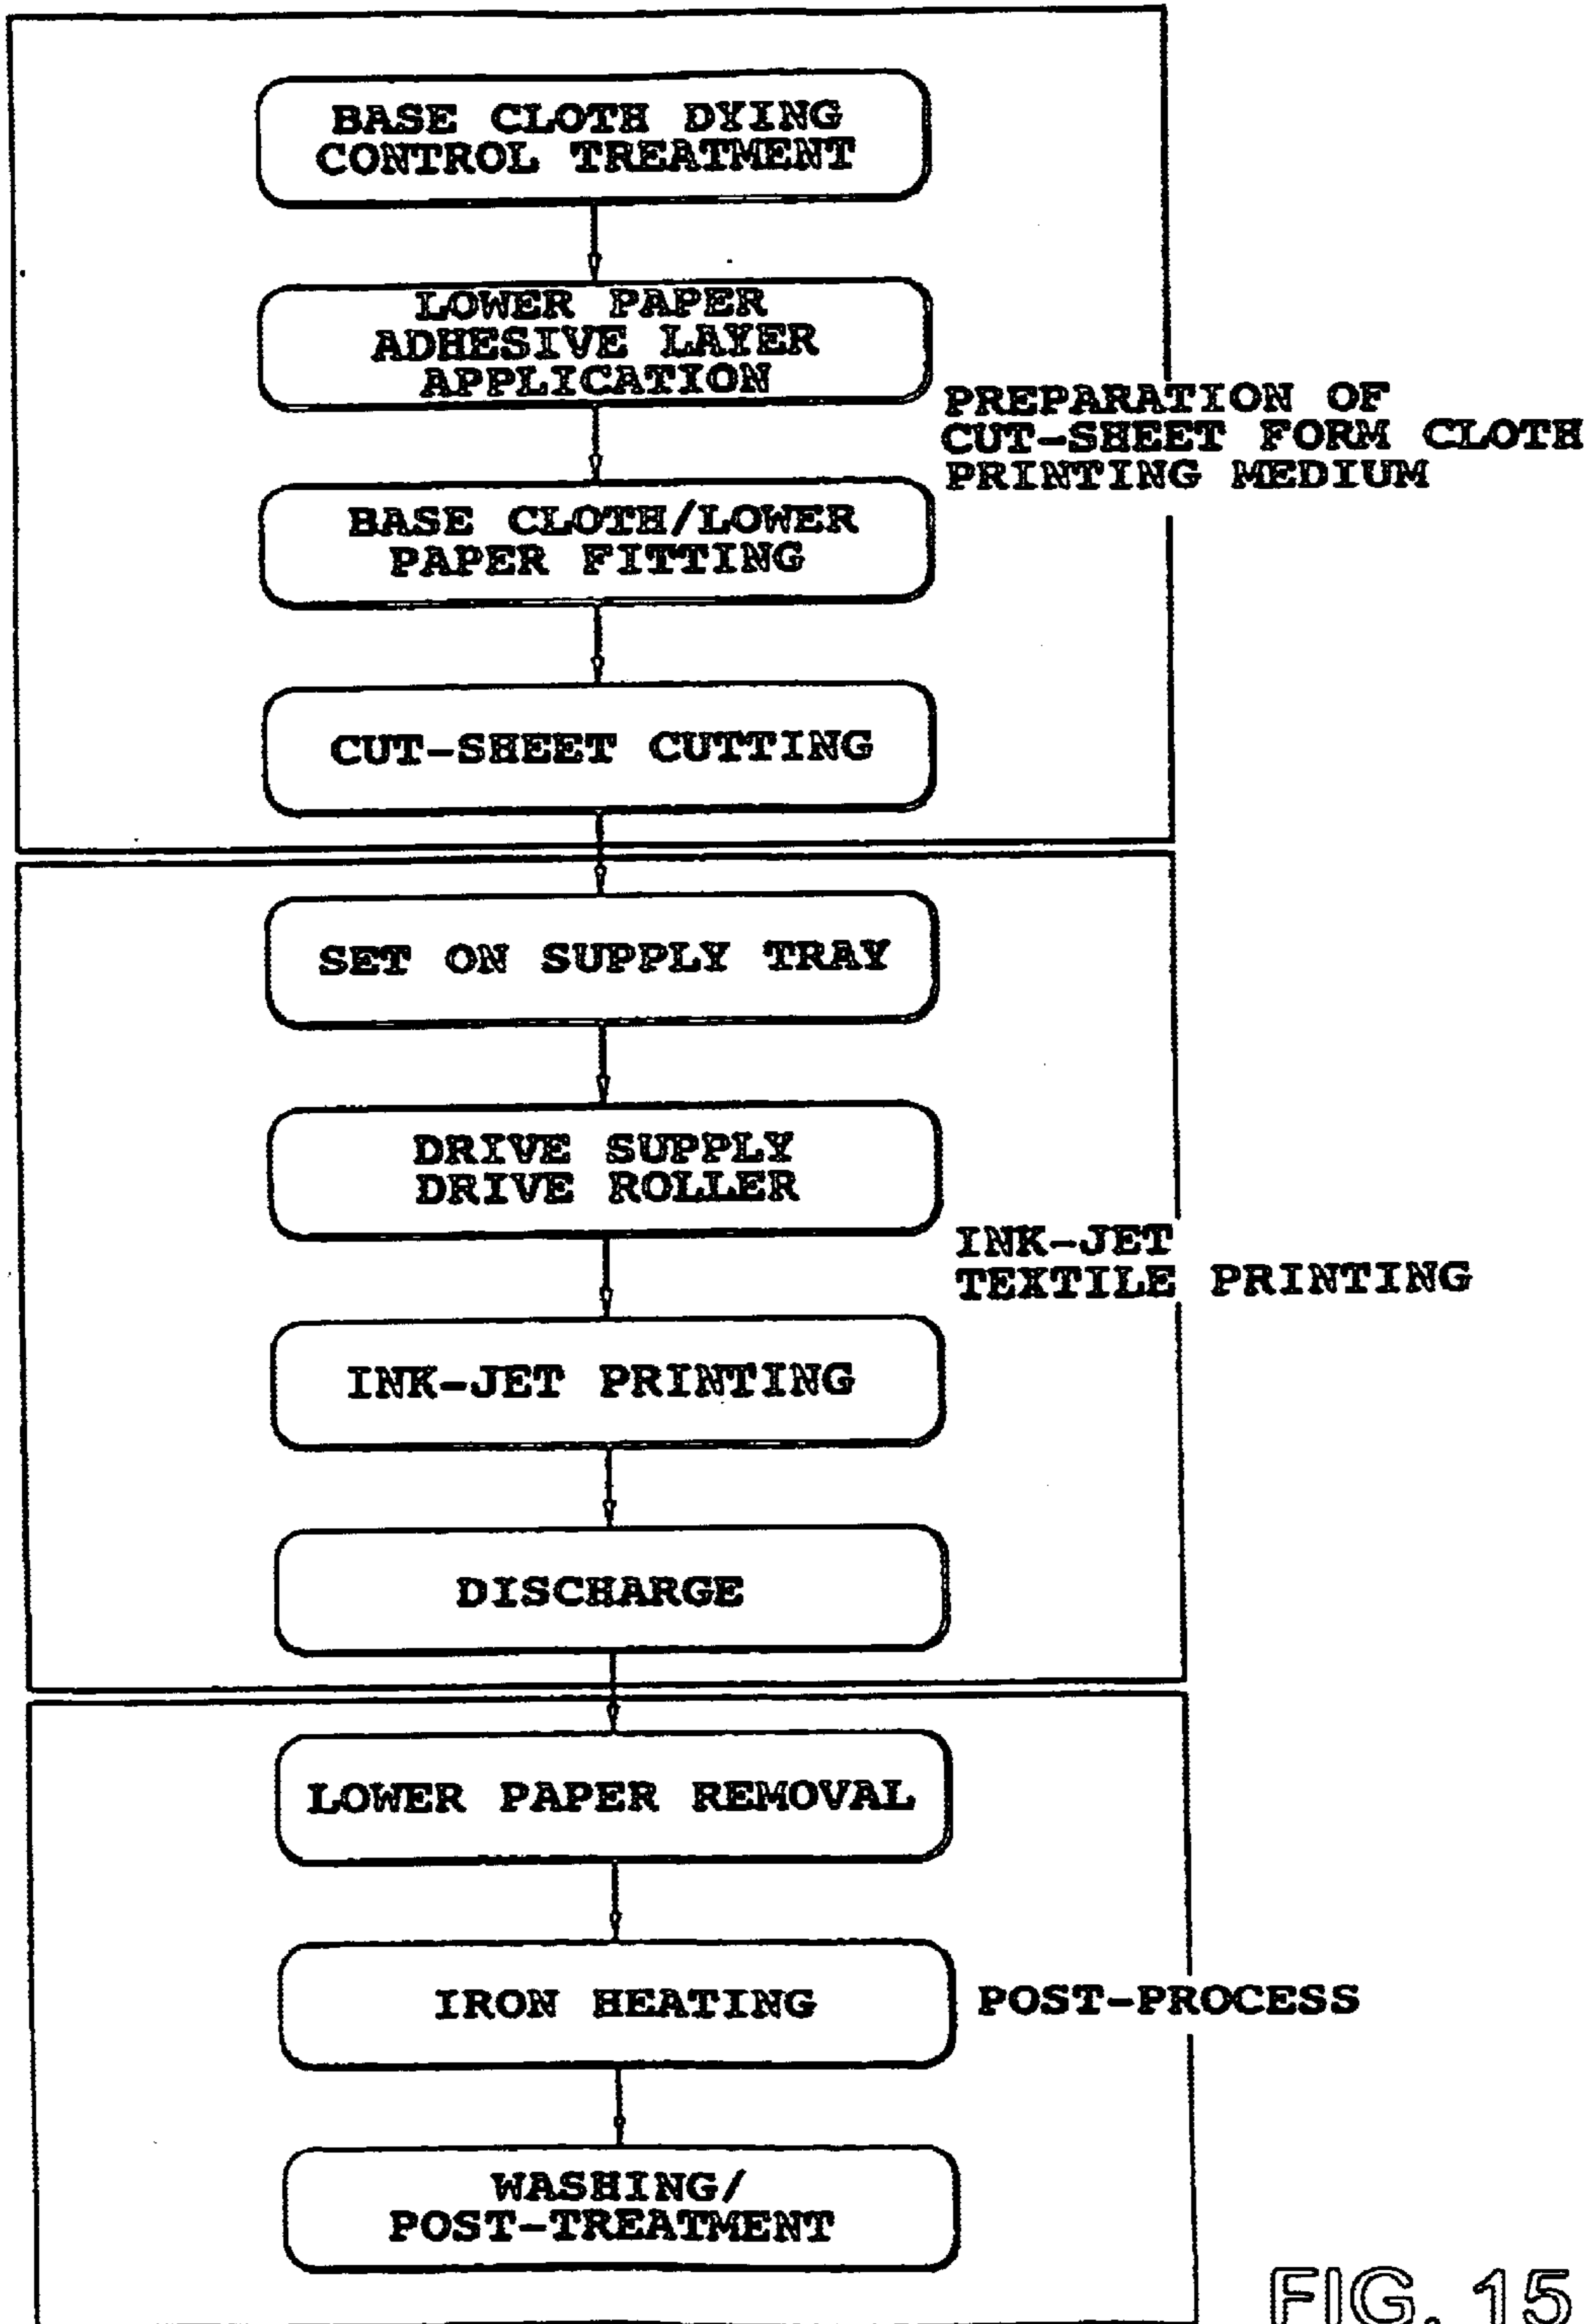 BASE CLOTH DYING
CONTROL TREATMENT
LOWER PAPER
ADHESIVE LAYER
APPLICATION
PREPARATION OF
CUT-SHEET FORM CLOTH
PRINTING MEDIUM
BASE CLOTH/LOWER
PAPER FITTING
CUT-SHEET CUTTING
SET ON SUPPLY TRAY
DRIVE SUPPLY
DRIVE ROLLER
INK-JET
TEXTILE PRINTING
INK-JET PRINTING
DISCHARGE
LOWER PAPER REMOVAL
IRON HEATING
POST-PROCESS
WASHING/
POST-TREATMENT
FIG. 15